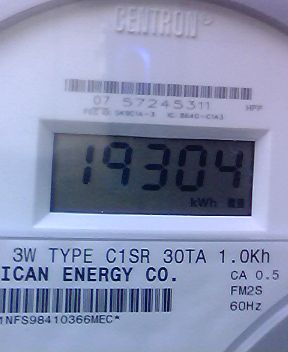 CENTRON
07 57245311 HPP
19304
kWh
3W TYPE C1SR 30TA 1.0Kh
ICAN ENERGY CO. CA 0.5
FM2S
60Hz
1NFS98410366MEC*